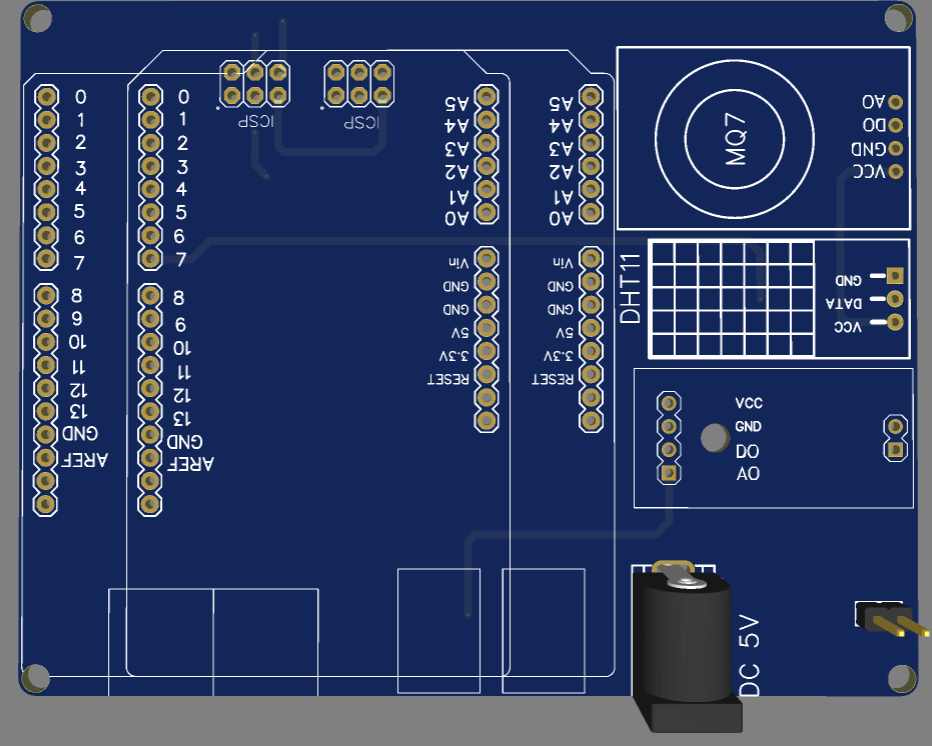 0
1
2
3
4
5
6
7
8
9
10
11
12
13
GND
AREF
0
1
2
3
4
5
6
7
8
9
10
11
12
13
GND
AREF
ICSP
ICSP
A5
A4
A3
A2
A1
A0
Vin
GND
GND
5V
3.3V
RESET
A5
A4
A3
A2
A1
A0
Vin
GND
GND
5V
3.3V
RESET
MQ7
AO
DO
GND
VCC
DHT11
GND
DATA
VCC
VCC
GND
DO
AO
DC 5V